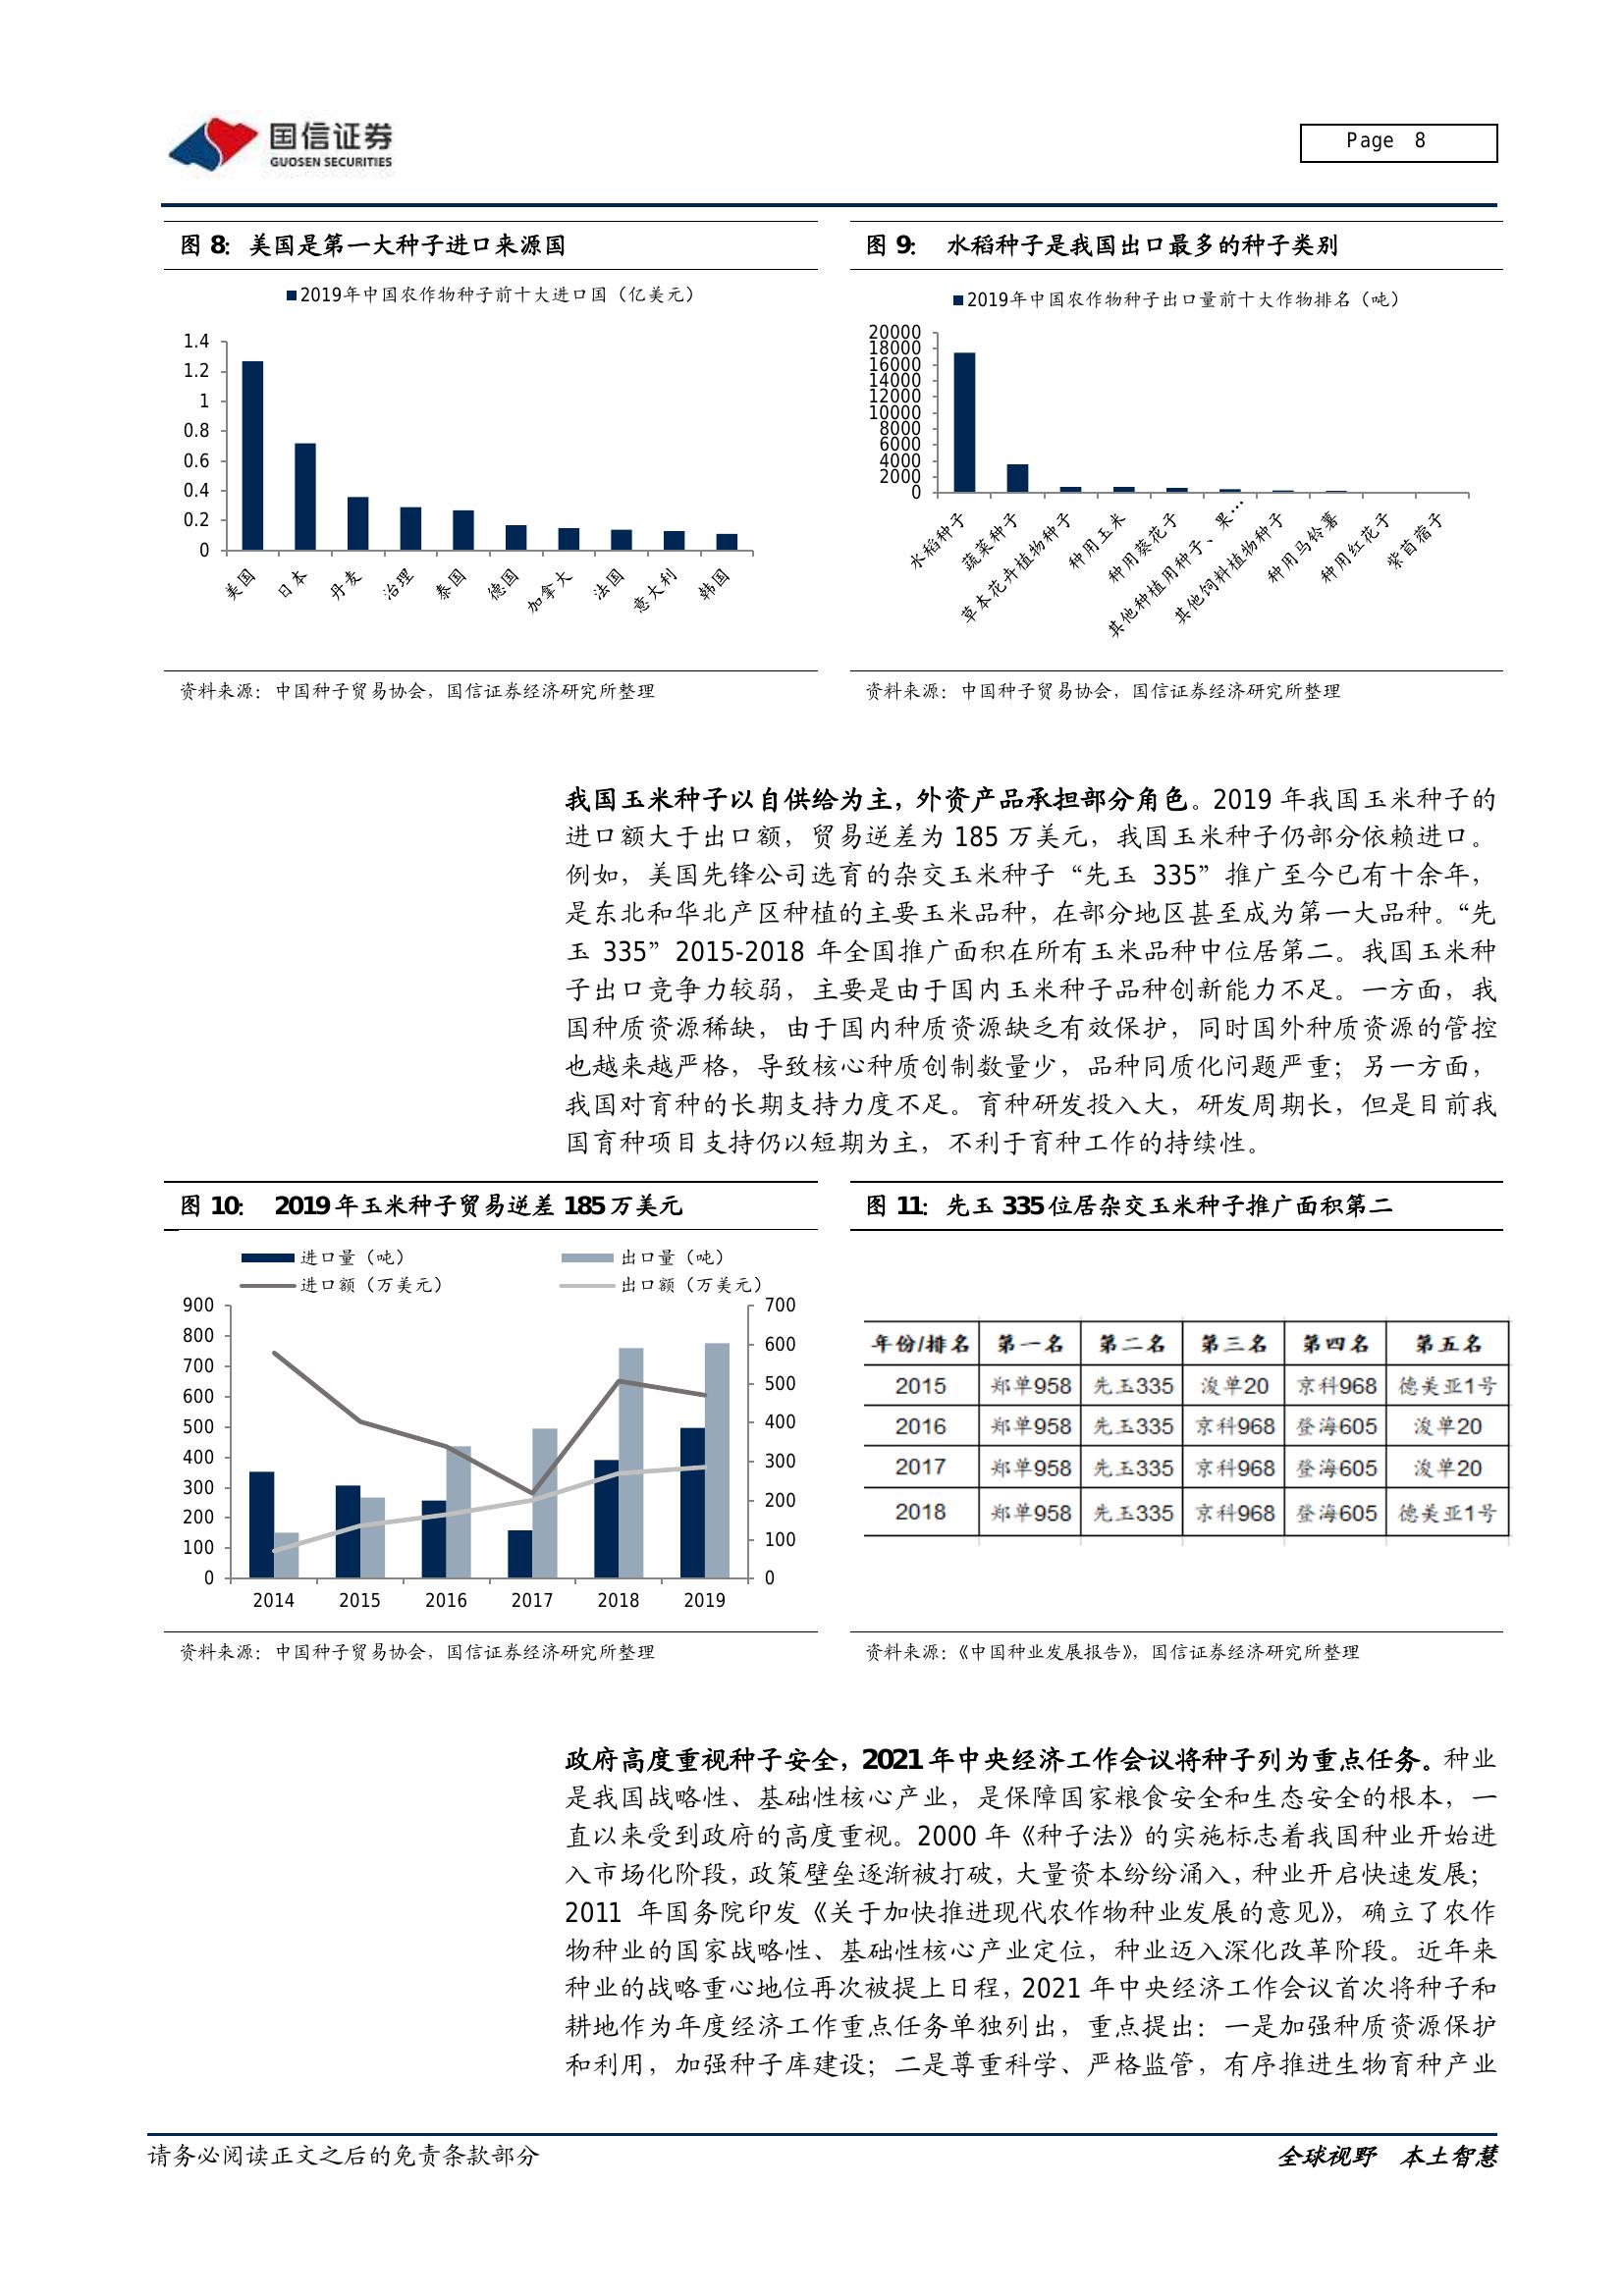 国信证券
GUOSEN SECURITIES
Page 8
图 8：美国是第一大种子进口来源国
2019年中国农作物种子前十大进口国（亿美元）
1.4
1.2
1
0.8
0.6
0.4
0.2
0
美国 日本 丹麦 治理 泰国 德国 加拿大 法国 意大利 韩国
资料来源：中国种子贸易协会，国信证券经济研究所整理
图 9： 水稻种子是我国出口最多的种子类别
2019年中国农作物种子出口量前十大作物排名（吨）
20000
18000
16000
14000
12000
10000
8000
6000
4000
2000
0
水稻种子 蔬菜种子 草本花卉植物种子 种用玉米 种用葵花子 其他种植用种子、果… 其他饲料植物种子 种用马铃薯 种用红花子 紫苜蓿子
资料来源：中国种子贸易协会，国信证券经济研究所整理
我国玉米种子以自供给为主，外资产品承担部分角色。2019 年我国玉米种子的
进口额大于出口额，贸易逆差为 185 万美元，我国玉米种子仍部分依赖进口。
例如，美国先锋公司选育的杂交玉米种子“先玉 335”推广至今已有十余年，
是东北和华北产区种植的主要玉米品种，在部分地区甚至成为第一大品种。“先
玉 335”2015-2018 年全国推广面积在所有玉米品种中位居第二。我国玉米种
子出口竞争力较弱，主要是由于国内玉米种子品种创新能力不足。一方面，我
国种质资源稀缺，由于国内种质资源缺乏有效保护，同时国外种质资源的管控
也越来越严格，导致核心种质创制数量少，品种同质化问题严重；另一方面，
我国对育种的长期支持力度不足。育种研发投入大，研发周期长，但是目前我
国育种项目支持仍以短期为主，不利于育种工作的持续性。
图 10： 2019 年玉米种子贸易逆差 185 万美元
进口量（吨） 出口量（吨）
进口额（万美元） 出口额（万美元）
900 700
800 600
700 500
600 400
500 300
400 200
300 100
200 0
100
0
2014 2015 2016 2017 2018 2019
资料来源：中国种子贸易协会，国信证券经济研究所整理
图 11：先玉 335 位居杂交玉米种子推广面积第二
年份/排名 第一名 第二名 第三名 第四名 第五名
2015 郑单958 先玉335 浚单20 京科968 德美亚1号
2016 郑单958 先玉335 京科968 登海605 浚单20
2017 郑单958 先玉335 京科968 登海605 浚单20
2018 郑单958 先玉335 京科968 登海605 德美亚1号
资料来源：《中国种业发展报告》，国信证券经济研究所整理
政府高度重视种子安全，2021 年中央经济工作会议将种子列为重点任务。种业
是我国战略性、基础性核心产业，是保障国家粮食安全和生态安全的根本，一
直以来受到政府的高度重视。2000 年《种子法》的实施标志着我国种业开始进
入市场化阶段，政策壁垒逐渐被打破，大量资本纷纷涌入，种业开启快速发展；
2011 年国务院印发《关于加快推进现代农作物种业发展的意见》，确立了农作
物种业的国家战略性、基础性核心产业定位，种业迈入深化改革阶段。近年来
种业的战略重心地位再次被提上日程，2021 年中央经济工作会议首次将种子和
耕地作为年度经济工作重点任务单独列出，重点提出：一是加强种质资源保护
和利用，加强种子库建设；二是尊重科学、严格监管，有序推进生物育种产业
请务必阅读正文之后的免责条款部分
全球视野 本土智慧